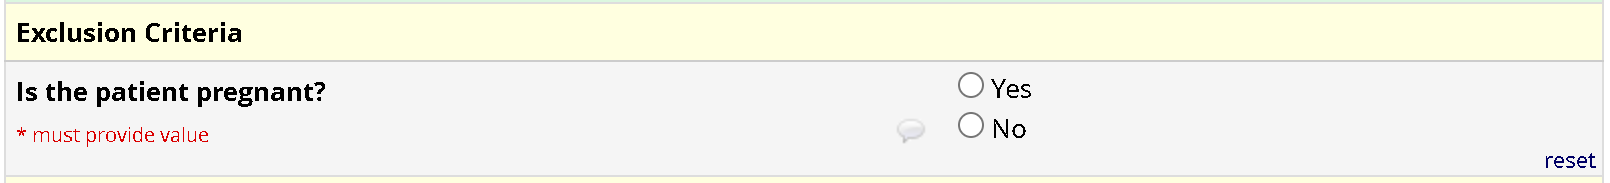 Exclusion Criteria
Is the patient pregnant?
* must provide value
Yes
No
reset